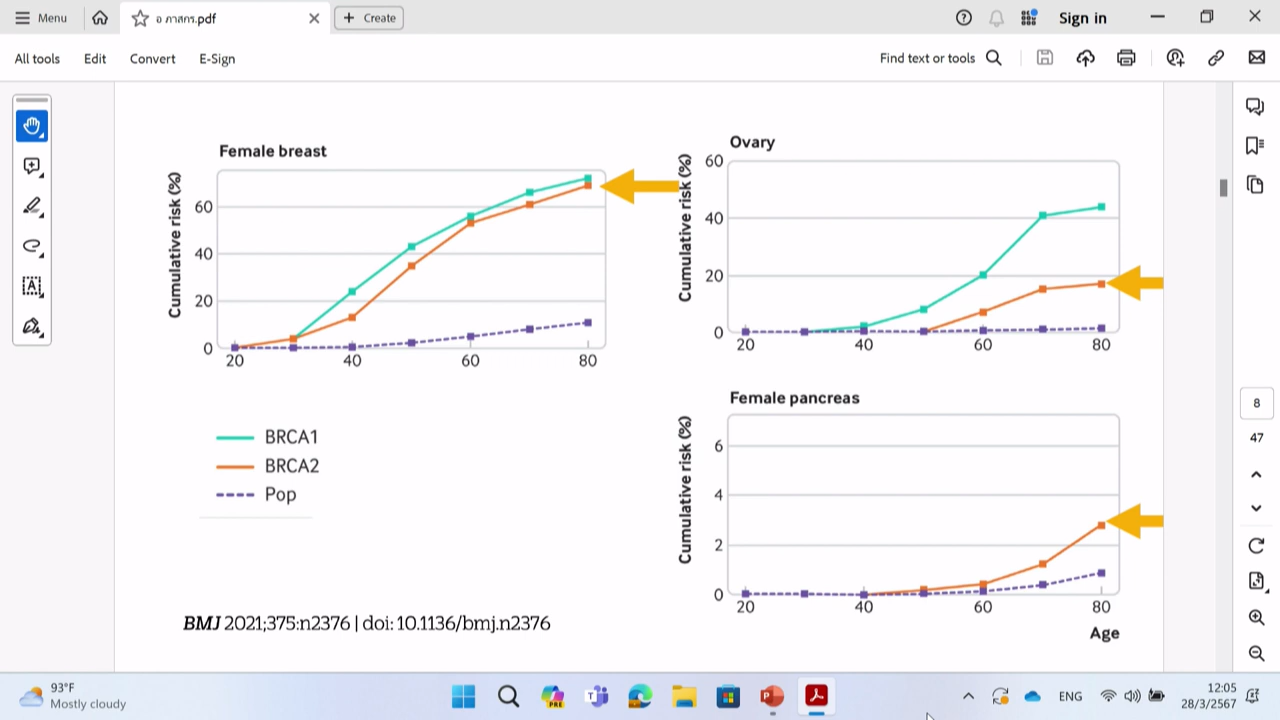 Menu
อ ภาสกร.pdf
Create
Sign in
All tools
Edit
Convert
E-Sign
Find text or tools
Female breast
Cumulative risk (%)
60
40
20
0
20
40
60
80
Ovary
Cumulative risk (%)
60
40
20
0
20
40
60
80
BRCA1
BRCA2
Pop
Female pancreas
Cumulative risk (%)
6
4
2
0
20
40
60
80
Age
BMJ 2021;375:n2376 | doi: 10.1136/bmj.n2376
8
47
93°F
Mostly cloudy
PRE
ENG
12:05
28/3/2567